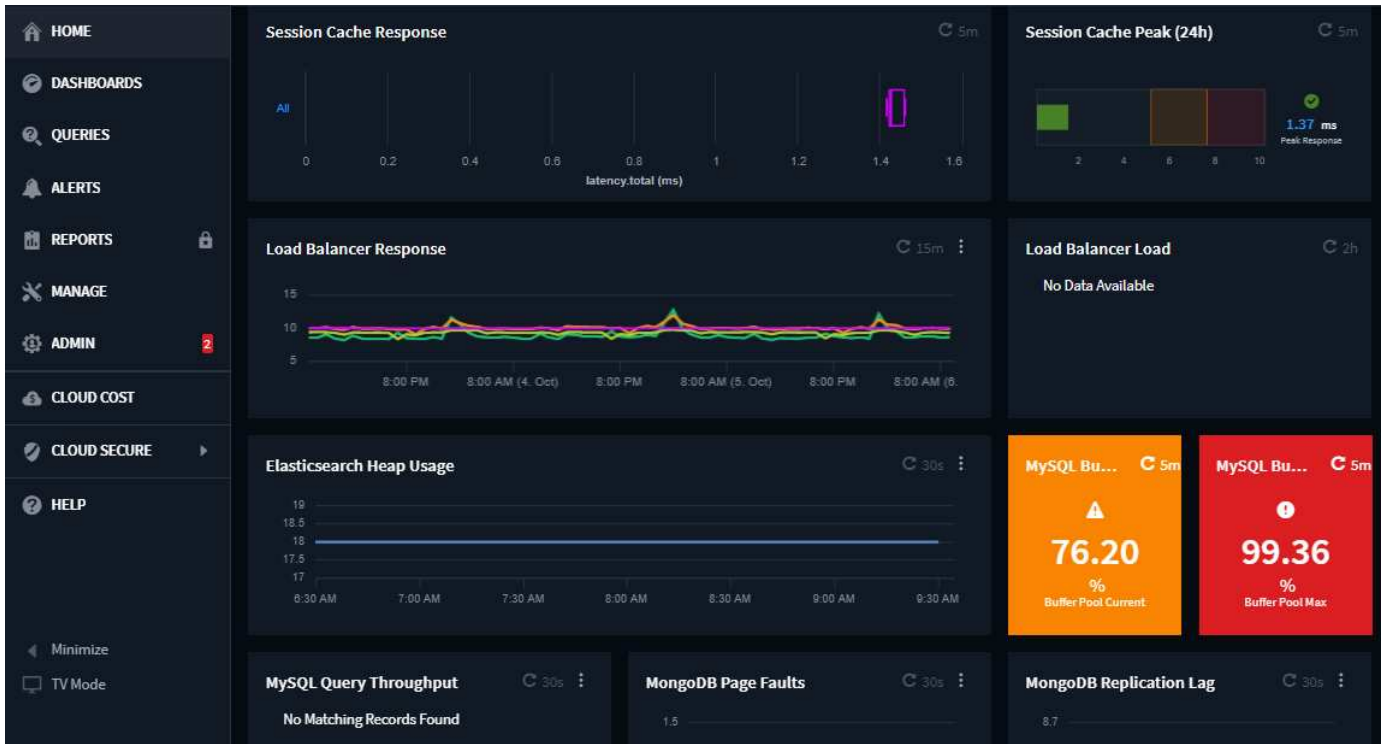 HOME
DASHBOARDS
QUERIES
ALERTS
REPORTS
MANAGE
ADMIN 2
CLOUD COST
CLOUD SECURE
HELP
Minimize
TV Mode
Session Cache Response 5m
All
0 0.2 0.4 0.6 0.8 1 1.2 1.4 1.6
latency.total (ms)
Session Cache Peak (24h) 5m
1.37 ms
Peak Response
2 4 6 8 10
Load Balancer Response 15m
15
10
5
8:00 PM 8:00 AM (4. Oct) 8:00 PM 8:00 AM (5. Oct) 8:00 PM 8:00 AM (6.
Load Balancer Load 2h
No Data Available
Elasticsearch Heap Usage 30s
19
18.5
18
17.5
17
6:30 AM 7:00 AM 7:30 AM 8:00 AM 8:30 AM 9:00 AM 9:30 AM
MySQL Bu... 5m
76.20
%
Buffer Pool Current
MySQL Bu... 5m
99.36
%
Buffer Pool Max
MySQL Query Throughput 30s
No Matching Records Found
MongoDB Page Faults 30s
1.5
MongoDB Replication Lag 30s
8.7